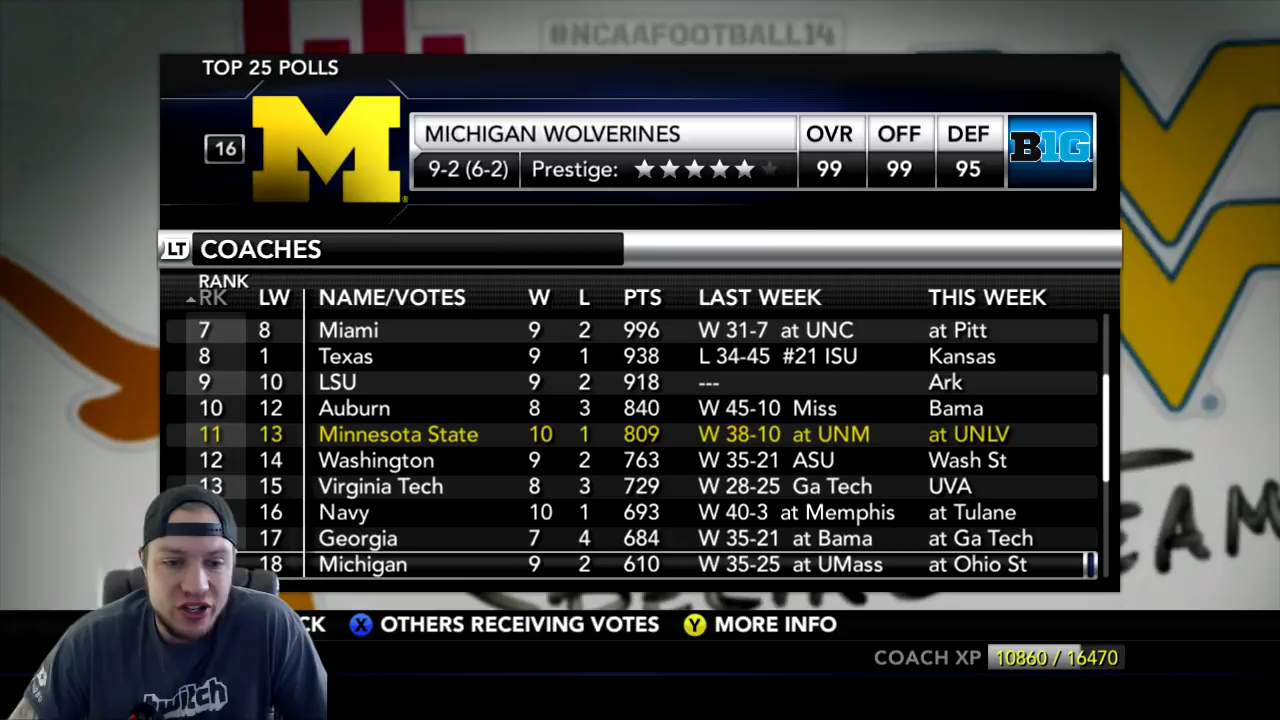 #NCAAFOOTBALL14
TOP 25 POLLS
16 M MICHIGAN WOLVERINES OVR OFF DEF B1G
9-2 (6-2) Prestige: 99 99 95
LT COACHES
RANK
RK LW NAME/VOTES W L PTS LAST WEEK THIS WEEK
7 8 Miami 9 2 996 W 31-7 at UNC at Pitt
8 1 Texas 9 1 938 L 34-45 #21 ISU Kansas
9 10 LSU 9 2 918 --- Ark
10 12 Auburn 8 3 840 W 45-10 Miss Bama
11 13 Minnesota State 10 1 809 W 38-10 at UNM at UNLV
12 14 Washington 9 2 763 W 35-21 ASU Wash St
13 15 Virginia Tech 8 3 729 W 28-25 Ga Tech UVA
16 Navy 10 1 693 W 40-3 at Memphis at Tulane
17 Georgia 7 4 684 W 35-21 at Bama at Ga Tech
18 Michigan 9 2 610 W 35-25 at UMass at Ohio St
CK X OTHERS RECEIVING VOTES Y MORE INFO
COACH XP 10860 / 16470
twitch